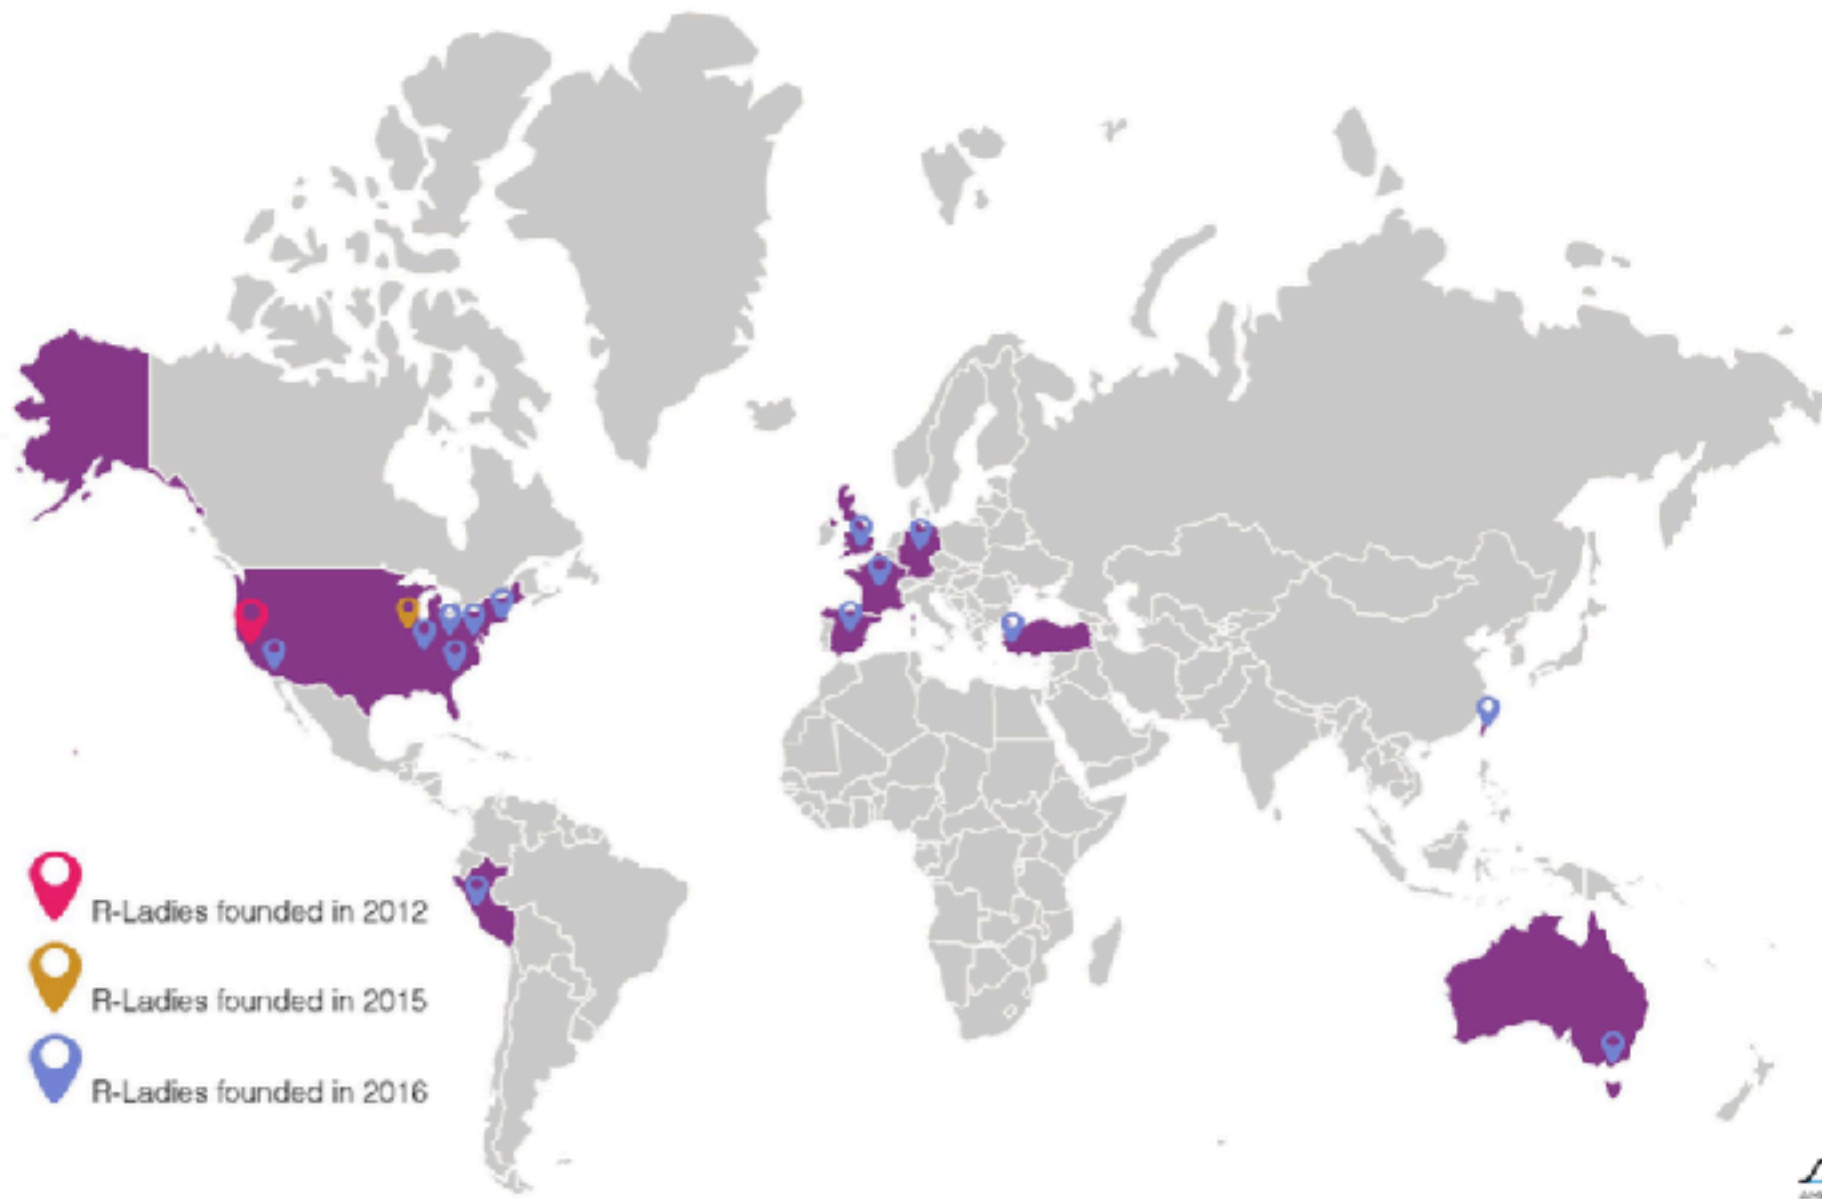 R-Ladies founded in 2012
R-Ladies founded in 2015
R-Ladies founded in 2016